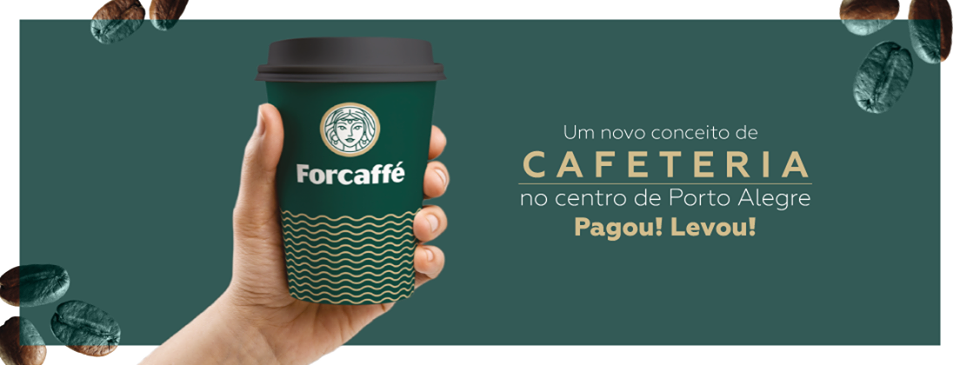 Forcaffé
Um novo conceito de
CAFETERIA
no centro de Porto Alegre
Pagou! Levou!